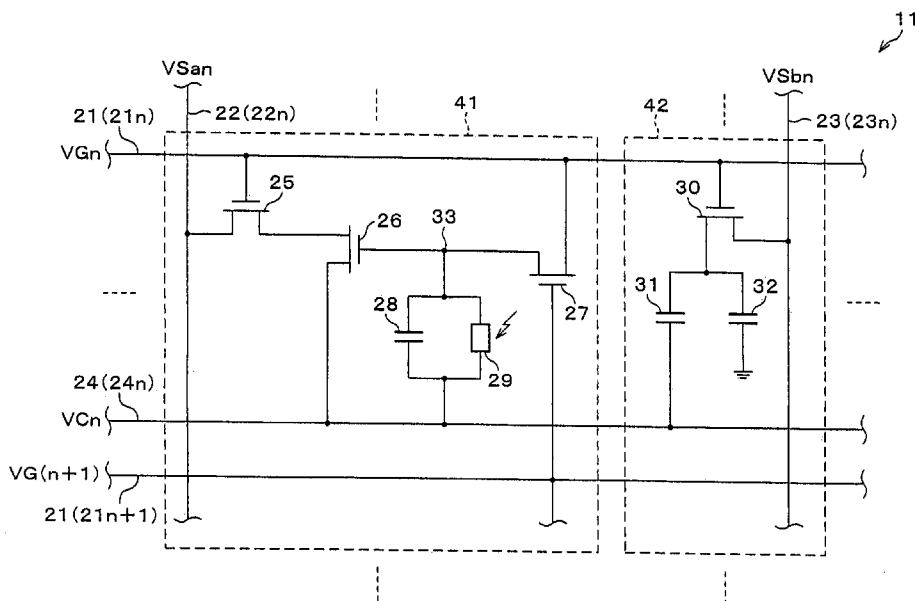 11
VSan
VSbn
21(21n)
22(22n)
41
42
23(23n)
VGn
25
30
26
33
31
32
28
27
29
24(24n)
VCn
VG(n+1)
21(21n+1)